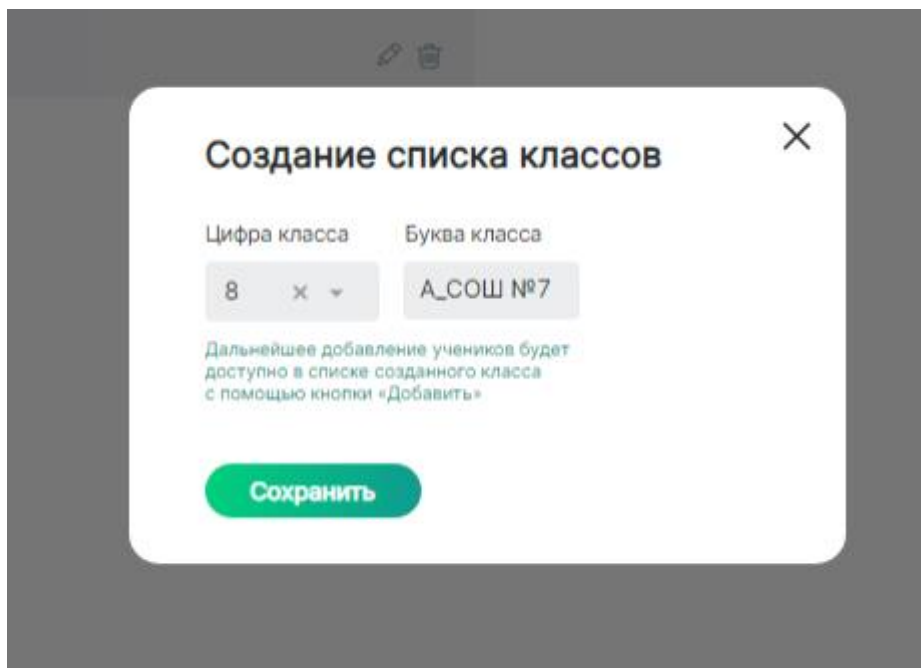 Создание списка классов
Цифра класса Буква класса
8 А_СОШ №7
Дальнейшее добавление учеников будет
доступно в списке созданного класса
с помощью кнопки «Добавить»
Сохранить